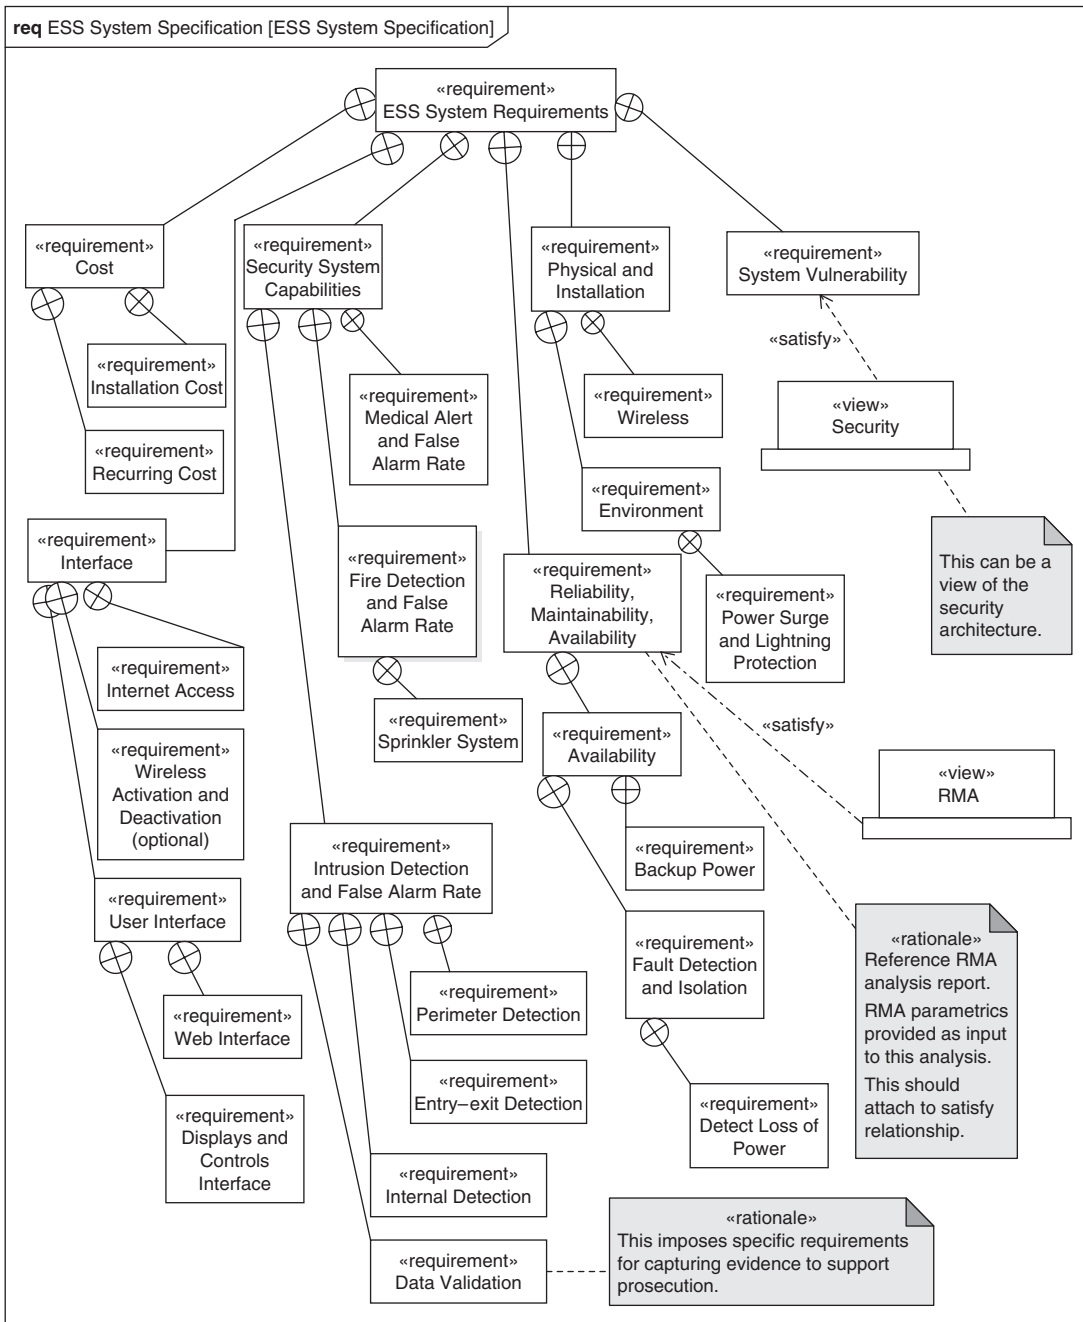 req ESS System Specification [ESS System Specification]
«requirement»
ESS System Requirements
«requirement»
Cost
«requirement»
Security System
Capabilities
«requirement»
Physical and
Installation
«requirement»
System Vulnerability
«satisfy»
«requirement»
Installation Cost
«requirement»
Medical Alert
and False
Alarm Rate
«requirement»
Wireless
«view»
Security
«requirement»
Recurring Cost
«requirement»
Environment
«requirement»
Interface
«requirement»
Fire Detection
and False
Alarm Rate
«requirement»
Reliability,
Maintainability,
Availability
«requirement»
Power Surge
and Lightning
Protection
This can be a
view of the
security
architecture.
«requirement»
Internet Access
«requirement»
Sprinkler System
«requirement»
Availability
«satisfy»
«requirement»
Wireless
Activation and
Deactivation
(optional)
«view»
RMA
«requirement»
Intrusion Detection
and False Alarm Rate
«requirement»
Backup Power
«requirement»
User Interface
«requirement»
Fault Detection
and Isolation
«rationale»
Reference RMA
analysis report.
RMA parametrics
provided as input
to this analysis.
This should
attach to satisfy
relationship.
«requirement»
Perimeter Detection
«requirement»
Web Interface
«requirement»
Entry–exit Detection
«requirement»
Detect Loss of
Power
«requirement»
Displays and
Controls
Interface
«requirement»
Internal Detection
«requirement»
Data Validation
«rationale»
This imposes specific requirements
for capturing evidence to support
prosecution.